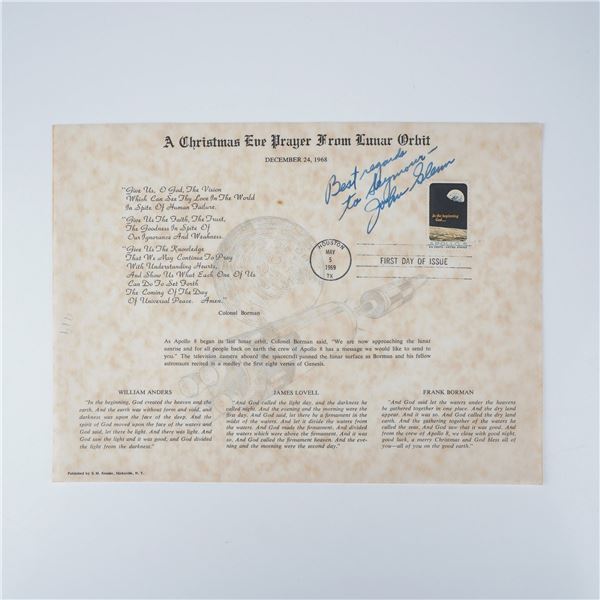 A Christmas Eve Prayer From Lunar Orbit
DECEMBER 24, 1968
Best regards
to Seymour –
John Glenn
"Give Us, O God, The Vision
Which Can See Thy Love In The World
In Spite Of Human Failure.
"Give Us The Faith, The Trust,
The Goodness In Spite Of
Our Ignorance And Weakness.
"Give Us The Knowledge
That We May Continue To Pray
With Understanding Hearts,
And Show Us What Each One Of Us
Can Do To Set Forth
The Coming Of The Day
Of Universal Peace. Amen."
Colonel Borman
In the beginning
God...
HOUSTON
MAY
5
1969
TX
FIRST DAY OF ISSUE
As Apollo 8 began its last lunar orbit, Colonel Borman said, "We are now approaching the lunar
sunrise and for all people back on earth the crew of Apollo 8 has a message we would like to send to
you." The television camera aboard the spacecraft panned the lunar surface as Borman and his fellow
astronauts recited in a medley the first eight verses of Genesis.
WILLIAM ANDERS
"In the beginning, God created the heaven and the
earth. And the earth was without form and void, and
darkness was upon the face of the deep. And the
spirit of God moved upon the face of the waters and
God said, let there be light. And there was light. And
God saw the light and it was good; and God divided
the light from the darkness."
JAMES LOVELL
"And God called the light day, and the darkness he
called night. And the evening and the morning were the
first day. And God said, let there be a firmament in the
midst of the waters. And let it divide the waters from
the waters. And God made the firmament. And divided
the waters which were above the firmament. And it was
so. And God called the firmament heaven. And the eve-
ning and the morning were the second day."
FRANK BORMAN
"And God said let the waters under the heavens
be gathered together in one place. And the dry land
appear. And it was so. And God called the dry land
earth. And the gathering together of the waters he
called the seas. And God saw that it was good. And
from the crew of Apollo 8, we close with good night,
good luck, a merry Christmas and God bless all of
you—all of you on the good earth."
Published by S. M. Kessler, Hicksville, N. Y.